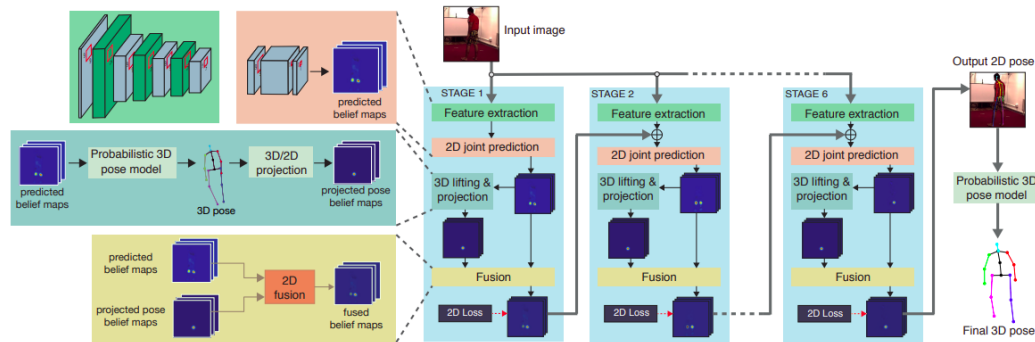 Input image
predicted
belief maps
predicted
belief maps
Probabilistic 3D
pose model
3D pose
3D/2D
projection
projected pose
belief maps
predicted
belief maps
projected pose
belief maps
2D
fusion
fused
belief maps
STAGE 1
Feature extraction
2D joint prediction
3D lifting &
projection
Fusion
2D Loss
STAGE 2
Feature extraction
2D joint prediction
3D lifting &
projection
Fusion
2D Loss
STAGE 6
Feature extraction
2D joint prediction
3D lifting &
projection
Fusion
2D Loss
Output 2D pose
Probabilistic 3D
pose model
Final 3D pose